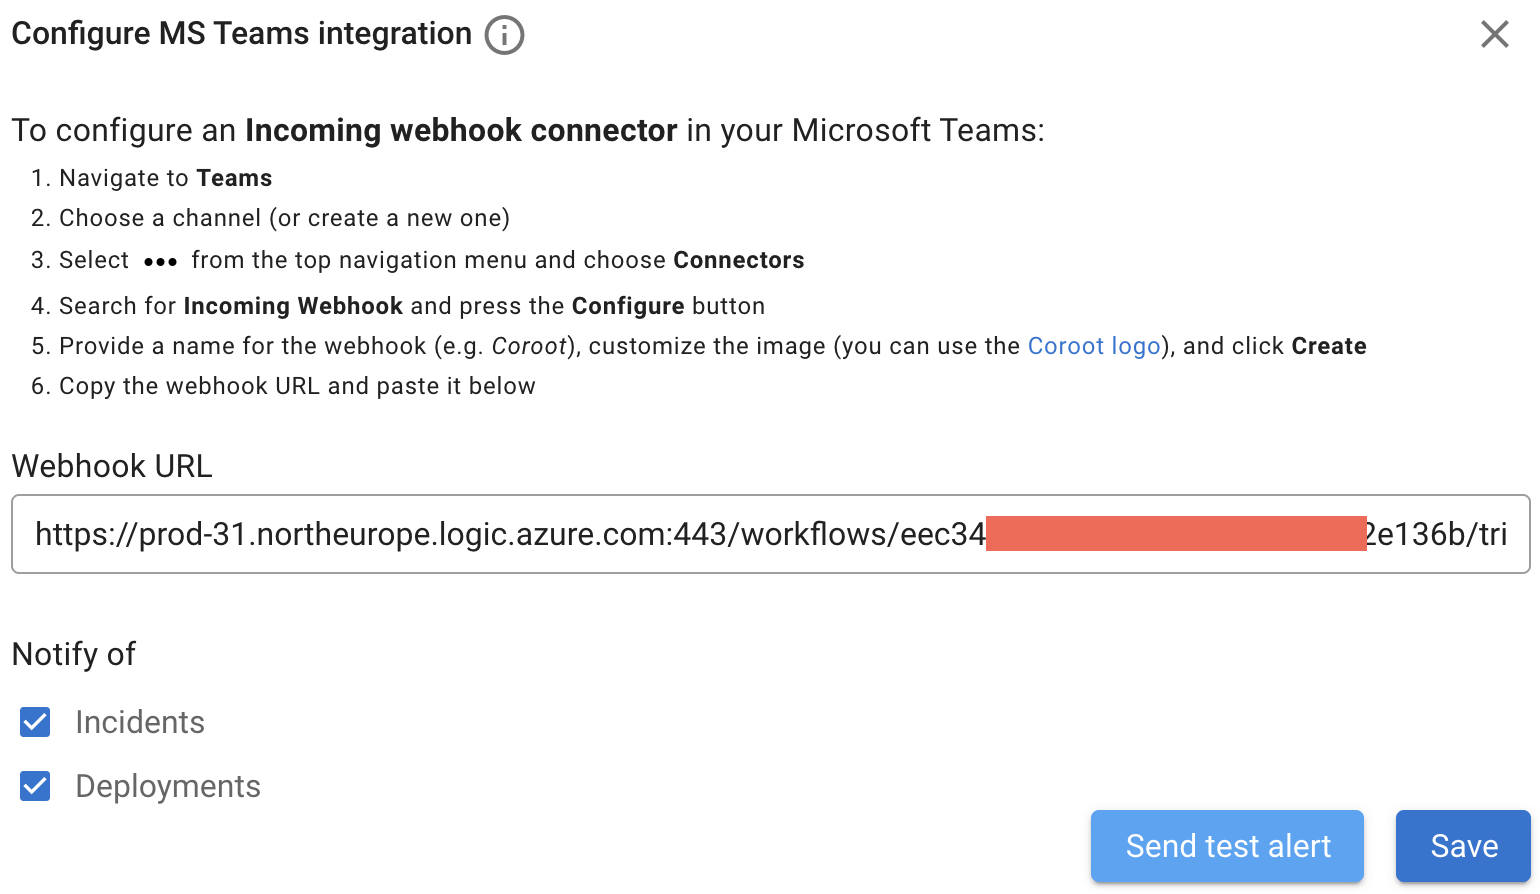 Configure MS Teams integration
To configure an Incoming webhook connector in your Microsoft Teams:
1. Navigate to Teams
2. Choose a channel (or create a new one)
3. Select ••• from the top navigation menu and choose Connectors
4. Search for Incoming Webhook and press the Configure button
5. Provide a name for the webhook (e.g. Coroot), customize the image (you can use the Coroot logo), and click Create
6. Copy the webhook URL and paste it below
Webhook URL
https://prod-31.northeurope.logic.azure.com:443/workflows/eec34 2e136b/tri
Notify of
Incidents
Deployments
Send test alert
Save